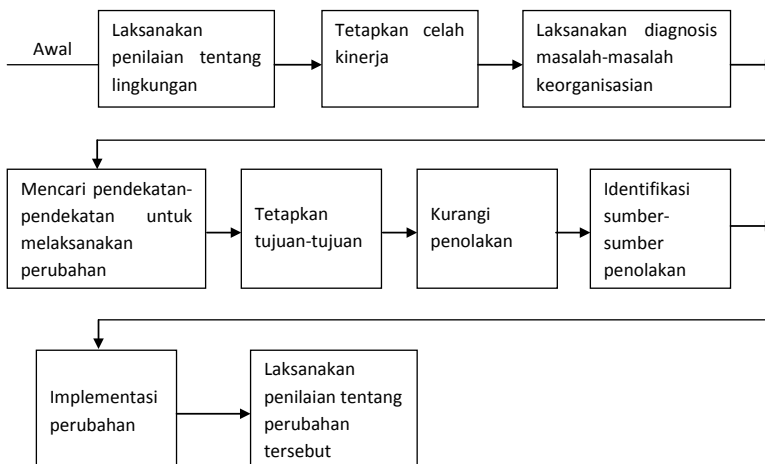 Awal
Laksanakan
penilaian tentang
lingkungan
Tetapkan celah
kinerja
Laksanakan diagnosis
masalah-masalah
keorganisasian
Mencari pendekatan-
pendekatan untuk
melaksanakan
perubahan
Tetapkan
tujuan-tujuan
Kurangi
penolakan
Identifikasi
sumber-
sumber
penolakan
Implementasi
perubahan
Laksanakan
penilaian tentang
perubahan
tersebut